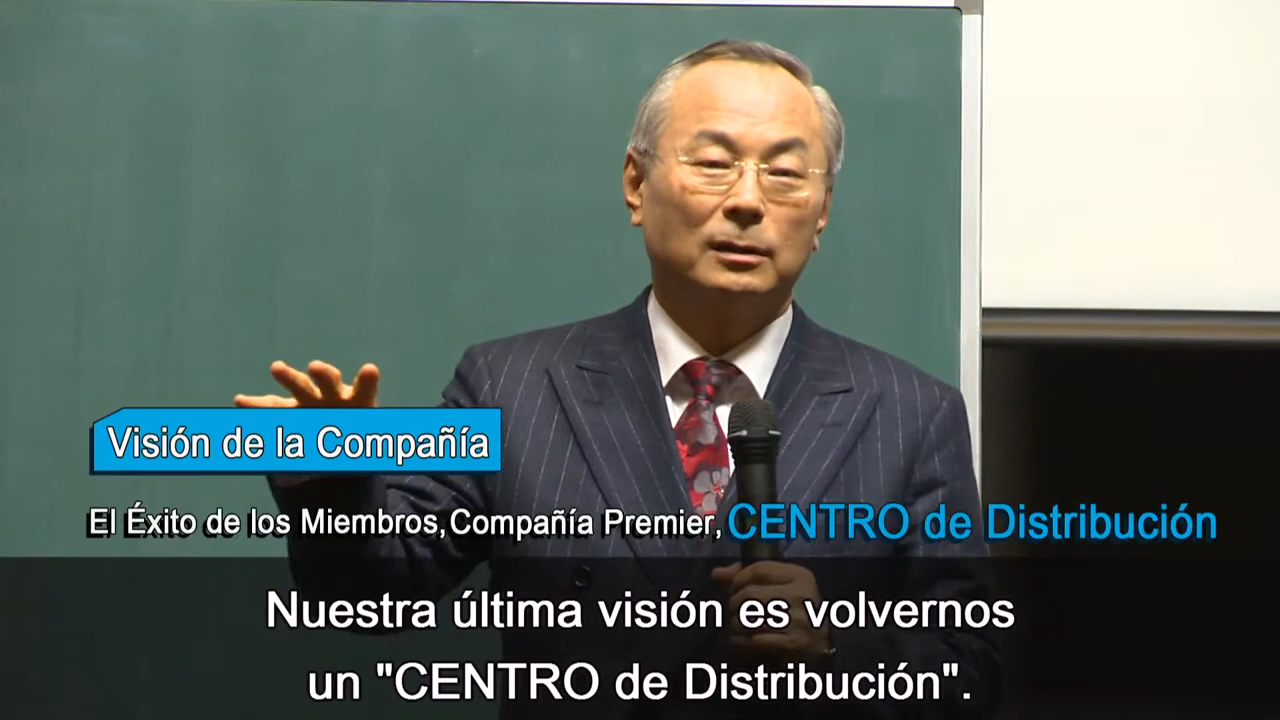 Visión de la Compañía
El Éxito de los Miembros, Compañía Premier, CENTRO de Distribución
Nuestra última visión es volvernos
un "CENTRO de Distribución".